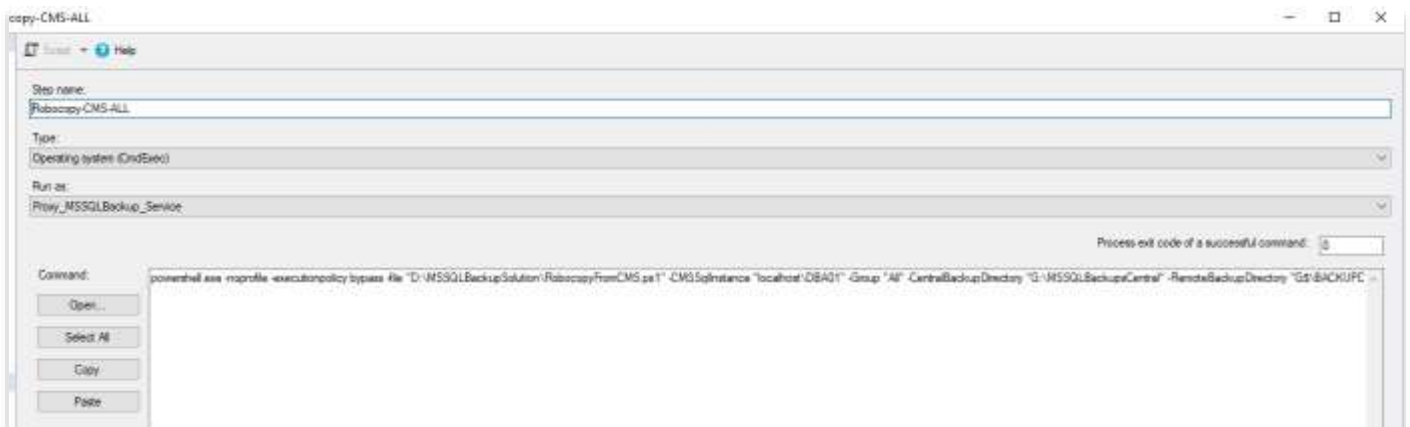 copy-CMS-ALL
Script Help
Step name:
Robocopy-CMS-ALL
Type:
Operating system (CmdExec)
Run as:
Proxy_MSSQLBackup_Service
Process exit code of a successful command: 0
Command:
powershell.exe -noprofile -executionpolicy bypass -file "D:\MSSQLBackupSolution\RobocopyFromCMS.ps1" -CMSSqlInstance "localhost\DBA01" -Group "All" -CentralBackupDirectory "G:\MSSQLBackupsCentral" -RemoteBackupDirectory "G$\BACKUPC
Open...
Select All
Copy
Paste